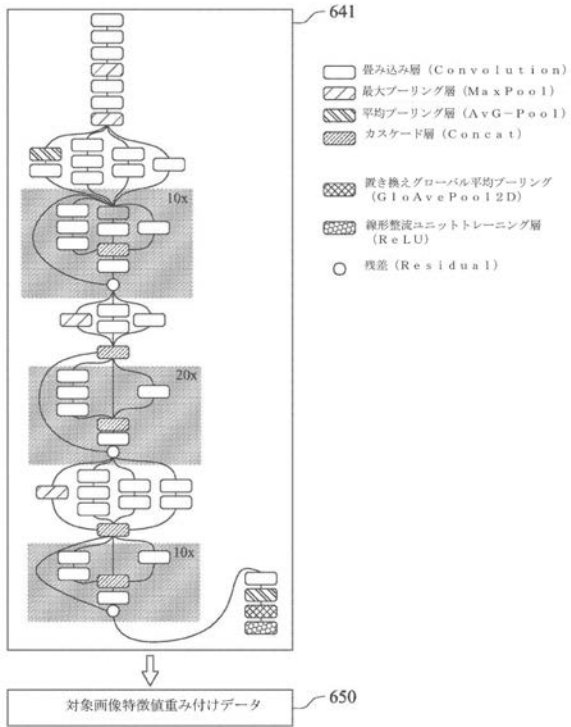 641
畳み込み層（Convolution）
最大プーリング層（MaxPool）
平均プーリング層（AvG-Pool）
カスケード層（Concat）
置き換えグローバル平均プーリング
（GloAvePool2D）
線形整流ユニットトレーニング層
（ReLU）
残差（Residual）
10x
20x
10x
対象画像特徴値重み付けデータ
650